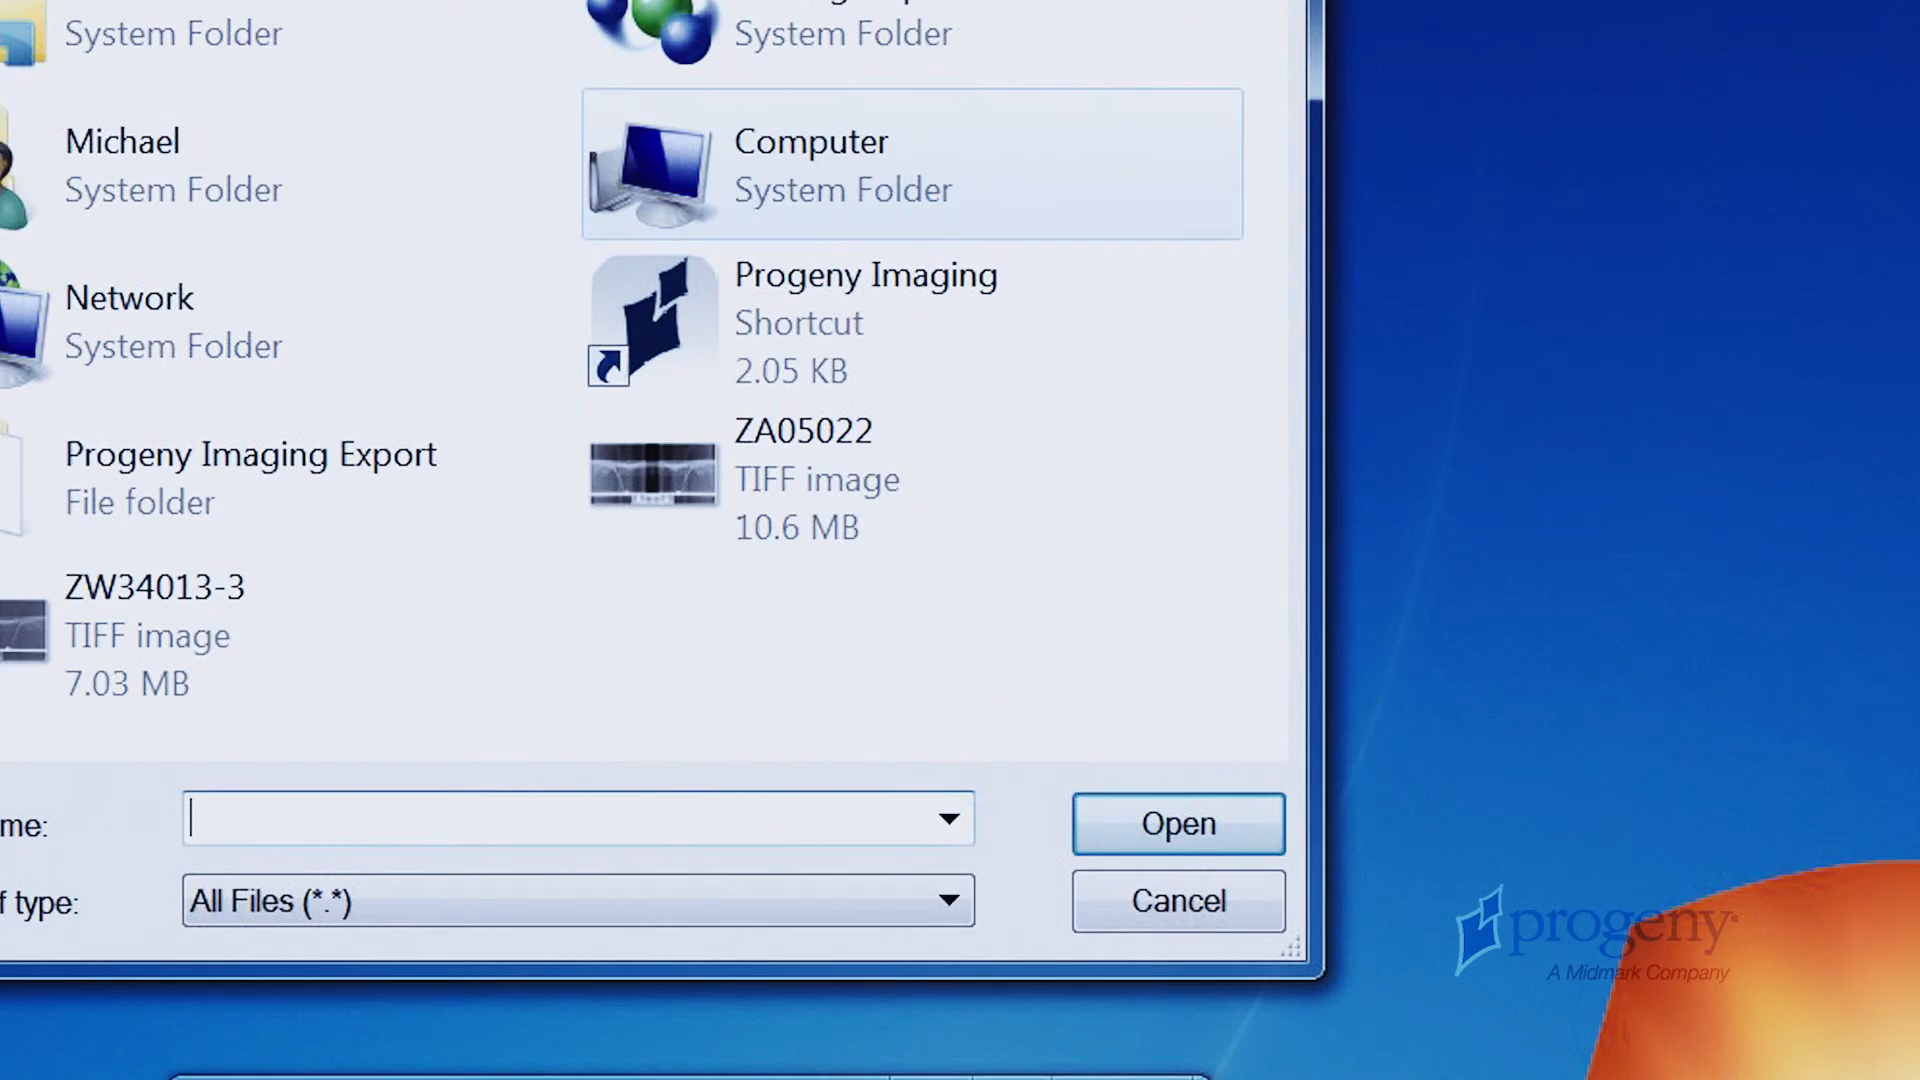 System Folder
System Folder
Michael
System Folder
Computer
System Folder
Network
System Folder
Progeny Imaging
Shortcut
2.05 KB
Progeny Imaging Export
File folder
ZA05022
TIFF image
10.6 MB
ZW34013-3
TIFF image
7.03 MB
me:
Open
f type:
All Files (*.*)
Cancel
progeny
A Midmark Company